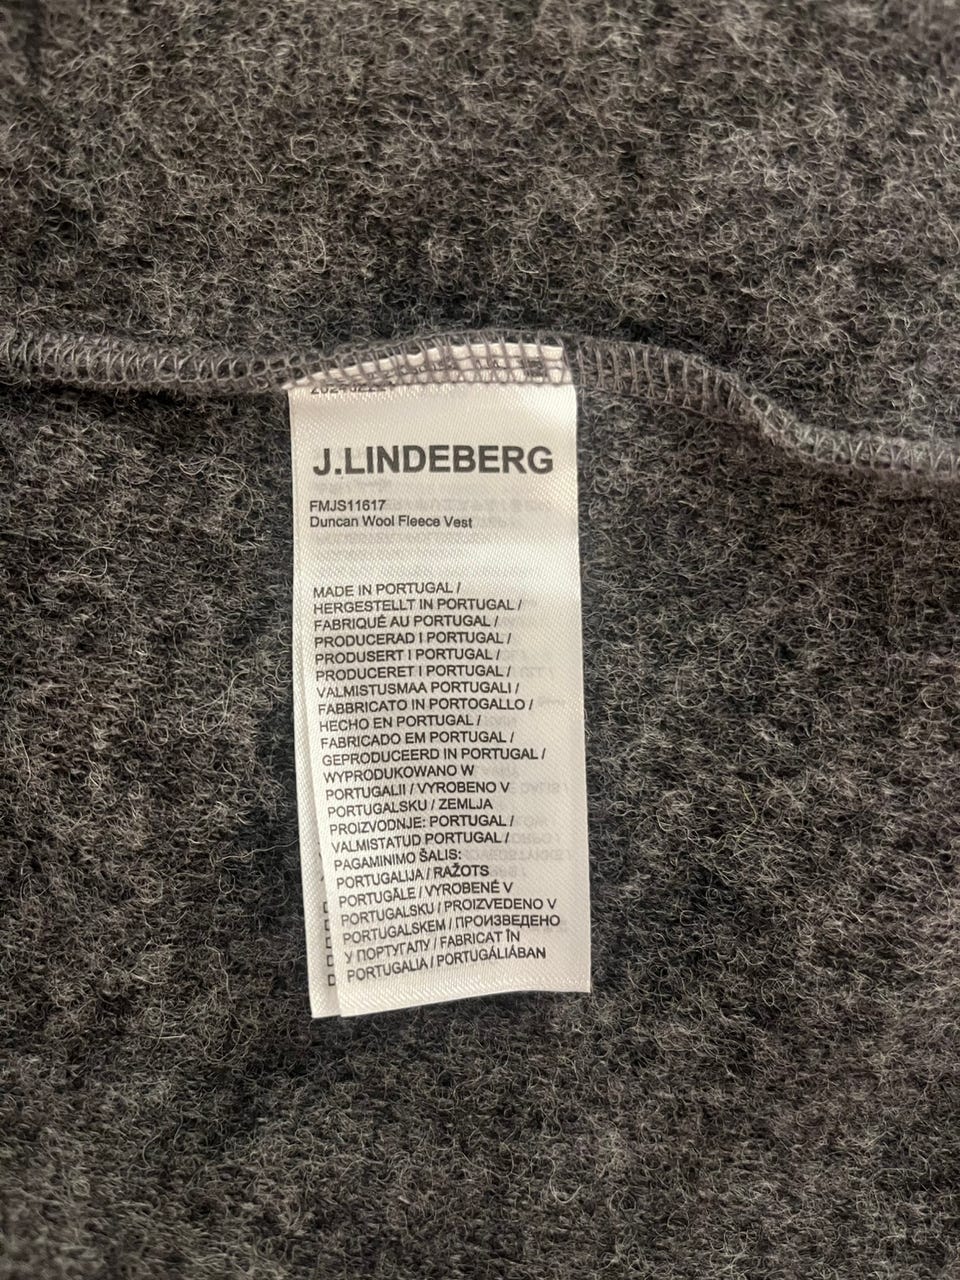 J.LINDEBERG
FMJS11617
Duncan Wool Fleece Vest
MADE IN PORTUGAL /
HERGESTELLT IN PORTUGAL /
FABRIQUÉ AU PORTUGAL /
PRODUCERAD I PORTUGAL /
PRODUSERT I PORTUGAL /
PRODUCERET I PORTUGAL /
VALMISTUSMAA PORTUGALI /
FABBRICATO IN PORTOGALLO /
HECHO EN PORTUGAL /
FABRICADO EM PORTUGAL /
GEPRODUCEERD IN PORTUGAL /
WYPRODUKOWANO W
PORTUGALII / VYROBENO V
PORTUGALSKU / ZEMLJA
PROIZVODNJE: PORTUGAL /
VALMISTATUD PORTUGAL /
PAGAMINIMO ŠALIS:
PORTUGALIJA / RAŽOTS
PORTUGĀLE / VYROBENÉ V
PORTUGALSKU / PROIZVEDENO V
PORTUGALSKEM / ПРОИЗВЕДЕНО
У ПОРТУГАЛУ / FABRICAT ÎN
PORTUGALIA / PORTUGÁLIÁBAN